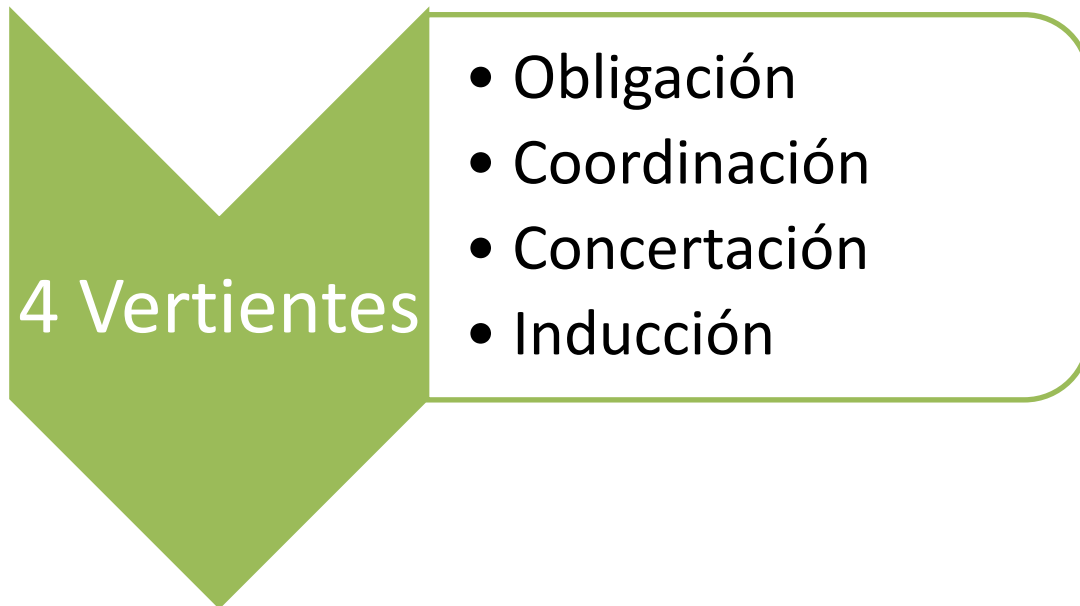 4 Vertientes
• Obligación
• Coordinación
• Concertación
• Inducción